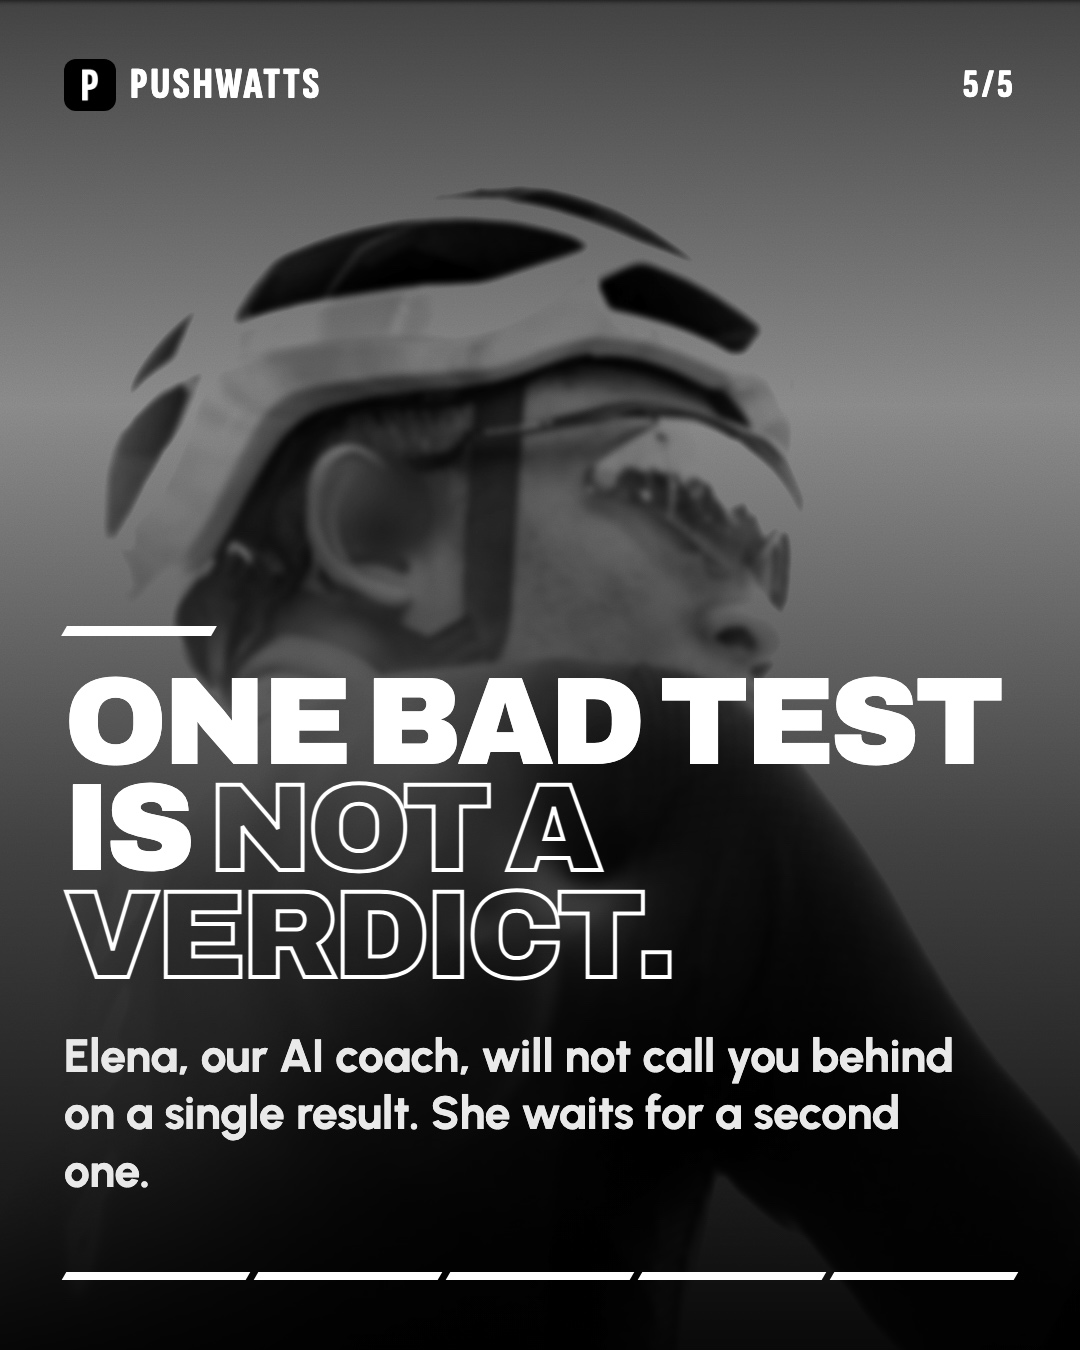 P PUSHWATTS
5/5
ONE BAD TEST
IS NOT A
VERDICT.
Elena, our AI coach, will not call you behind
on a single result. She waits for a second
one.